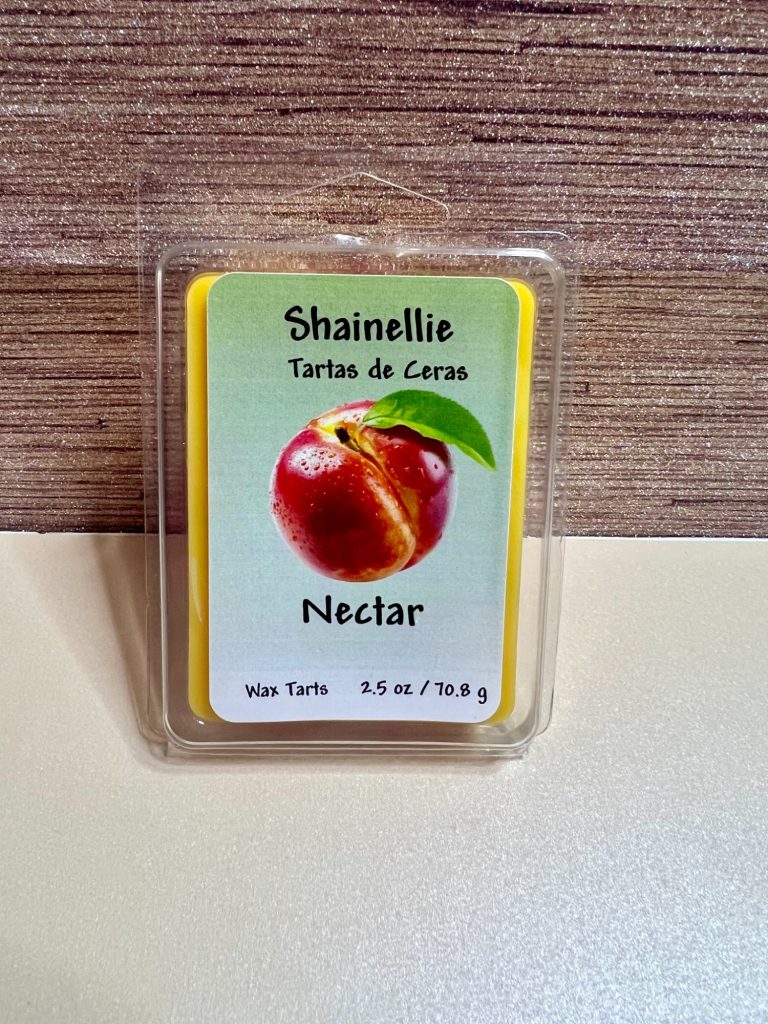 Shainellie
Tartas de Ceras
Nectar
Wax Tarts 2.5 oz / 70.8 g